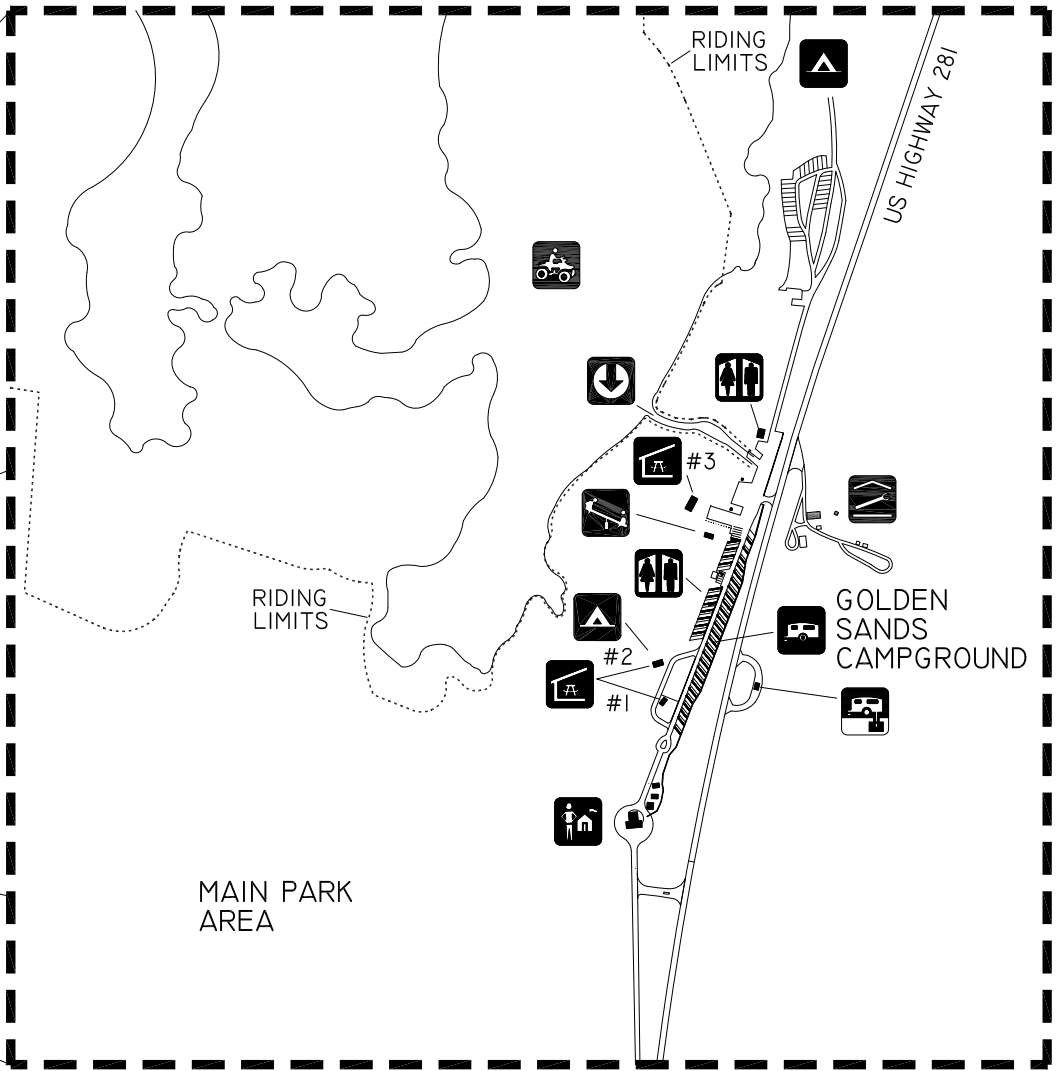 RIDING
LIMITS
US HIGHWAY 281
#3
RIDING
LIMITS
GOLDEN
SANDS
CAMPGROUND
#2
#1
MAIN PARK
AREA